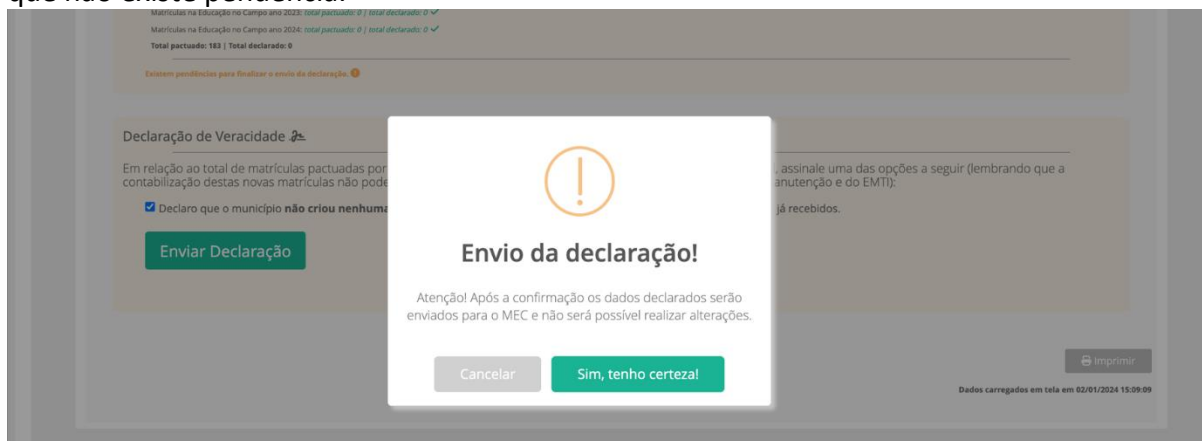 que não existe pendência.
Matrículas na Educação no Campo ano 2023: total pactuado: 0 | total declarado: 0
Matrículas na Educação no Campo ano 2024: total pactuado: 0 | total declarado: 0
Total pactuado: 183 | Total declarado: 0
Existem pendências para finalizar o envio da declaração.
Declaração de Veracidade
Em relação ao total de matrículas pactuadas por , assinale uma das opções a seguir (lembrando que a
contabilização destas novas matrículas não pode anutenção e do EMTI):
Declaro que o município não criou nenhuma já recebidos.
Enviar Declaração
Envio da declaração!
Atenção! Após a confirmação os dados declarados serão
enviados para o MEC e não será possível realizar alterações.
Cancelar Sim, tenho certeza!
Imprimir
Dados carregados em tela em 02/01/2024 15:09:09